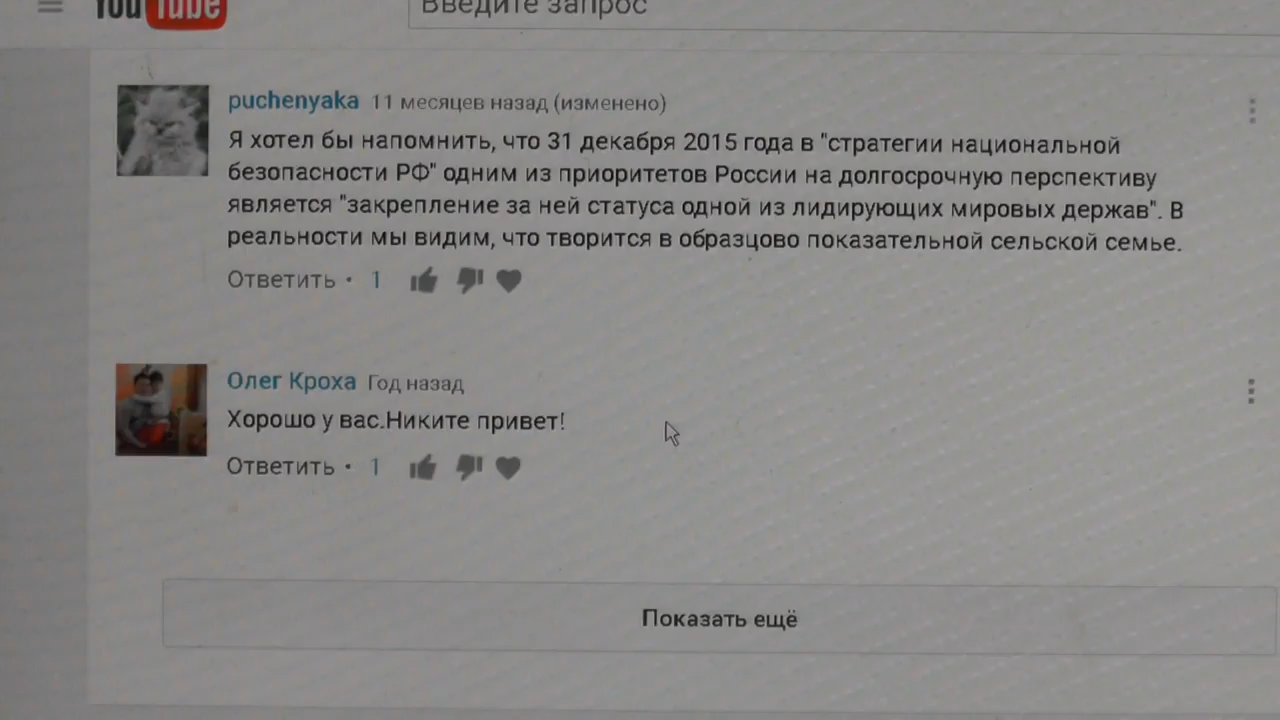 YouTube
Введите запрос
puchenyaka 11 месяцев назад (изменено)
Я хотел бы напомнить, что 31 декабря 2015 года в "стратегии национальной
безопасности РФ" одним из приоритетов России на долгосрочную перспективу
является "закрепление за ней статуса одной из лидирующих мировых держав". В
реальности мы видим, что творится в образцово показательной сельской семье.
Ответить • 1
Олег Кроха Год назад
Хорошо у вас.Никите привет!
Ответить • 1
Показать ещё